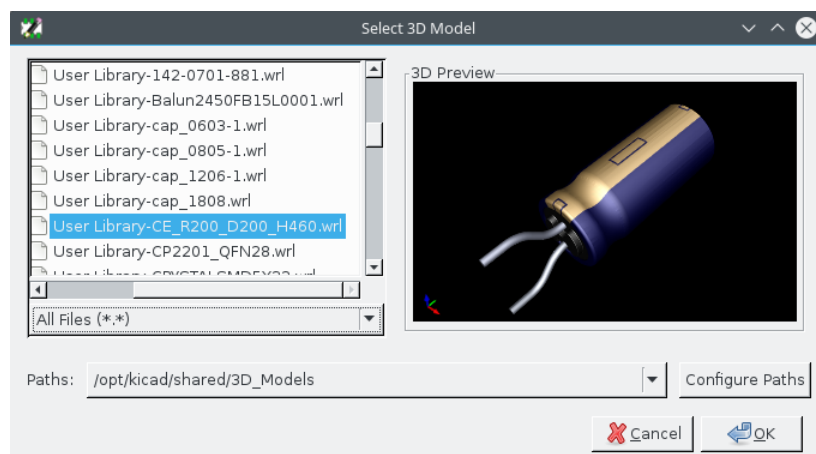 Select 3D Model
User Library-142-0701-881.wrl
User Library-Balun2450FB15L0001.wrl
User Library-cap_0603-1.wrl
User Library-cap_0805-1.wrl
User Library-cap_1206-1.wrl
User Library-cap_1808.wrl
User Library-CE_R200_D200_H460.wrl
User Library-CP2201_QFN28.wrl
All Files (*.*)
3D Preview
Paths: /opt/kicad/shared/3D_Models
Configure Paths
Cancel
OK